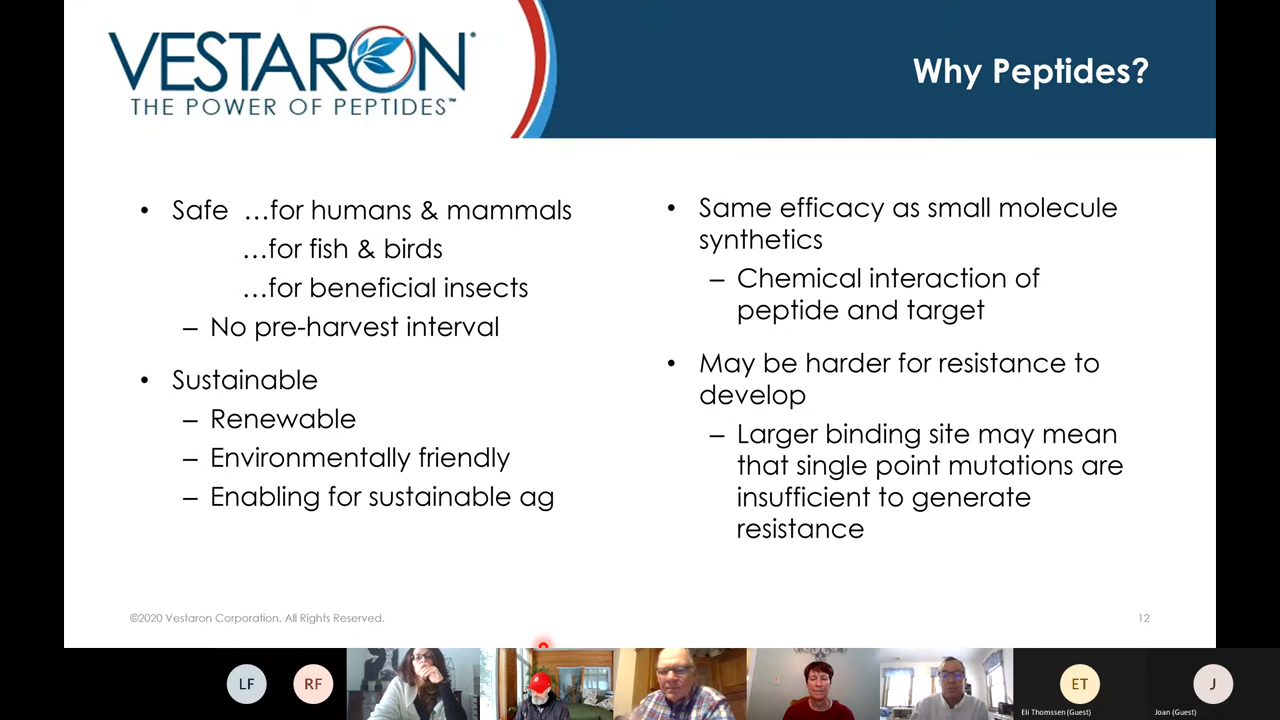 VESTARON
THE POWER OF PEPTIDES™
Why Peptides?
• Safe …for humans & mammals
…for fish & birds
…for beneficial insects
– No pre-harvest interval
• Sustainable
– Renewable
– Environmentally friendly
– Enabling for sustainable ag
• Same efficacy as small molecule
synthetics
– Chemical interaction of
peptide and target
• May be harder for resistance to
develop
– Larger binding site may mean
that single point mutations are
insufficient to generate
resistance
©2020 Vestaron Corporation. All Rights Reserved.
12
LF
RF
ET
Eli Thomssen (Guest)
J
Joan (Guest)